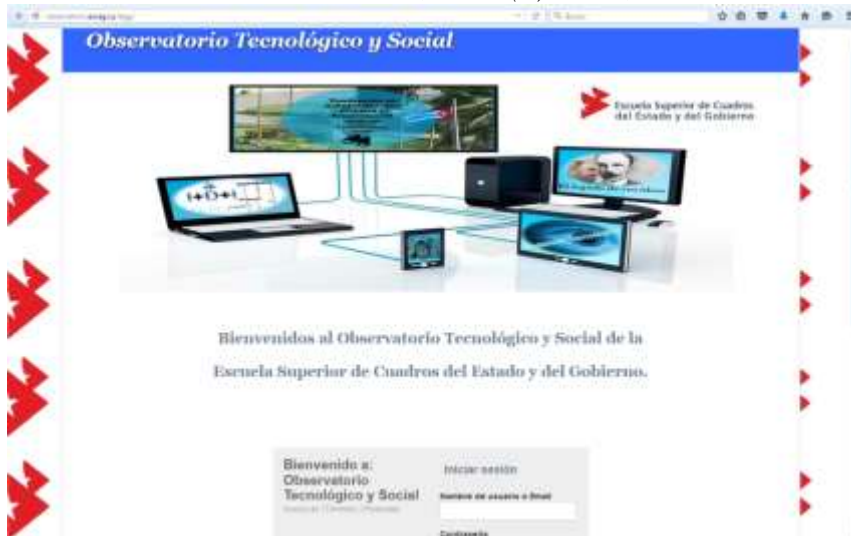 Observatorio Tecnológico y Social
Escuela Superior de Cuadros
del Estado y del Gobierno
I+D+I
Bienvenidos al Observatorio Tecnológico y Social de la
Escuela Superior de Cuadros del Estado y del Gobierno.
Bienvenido a:
Observatorio
Tecnológico y Social
Iniciar sesión
Nombre de usuario o Email
Contraseña